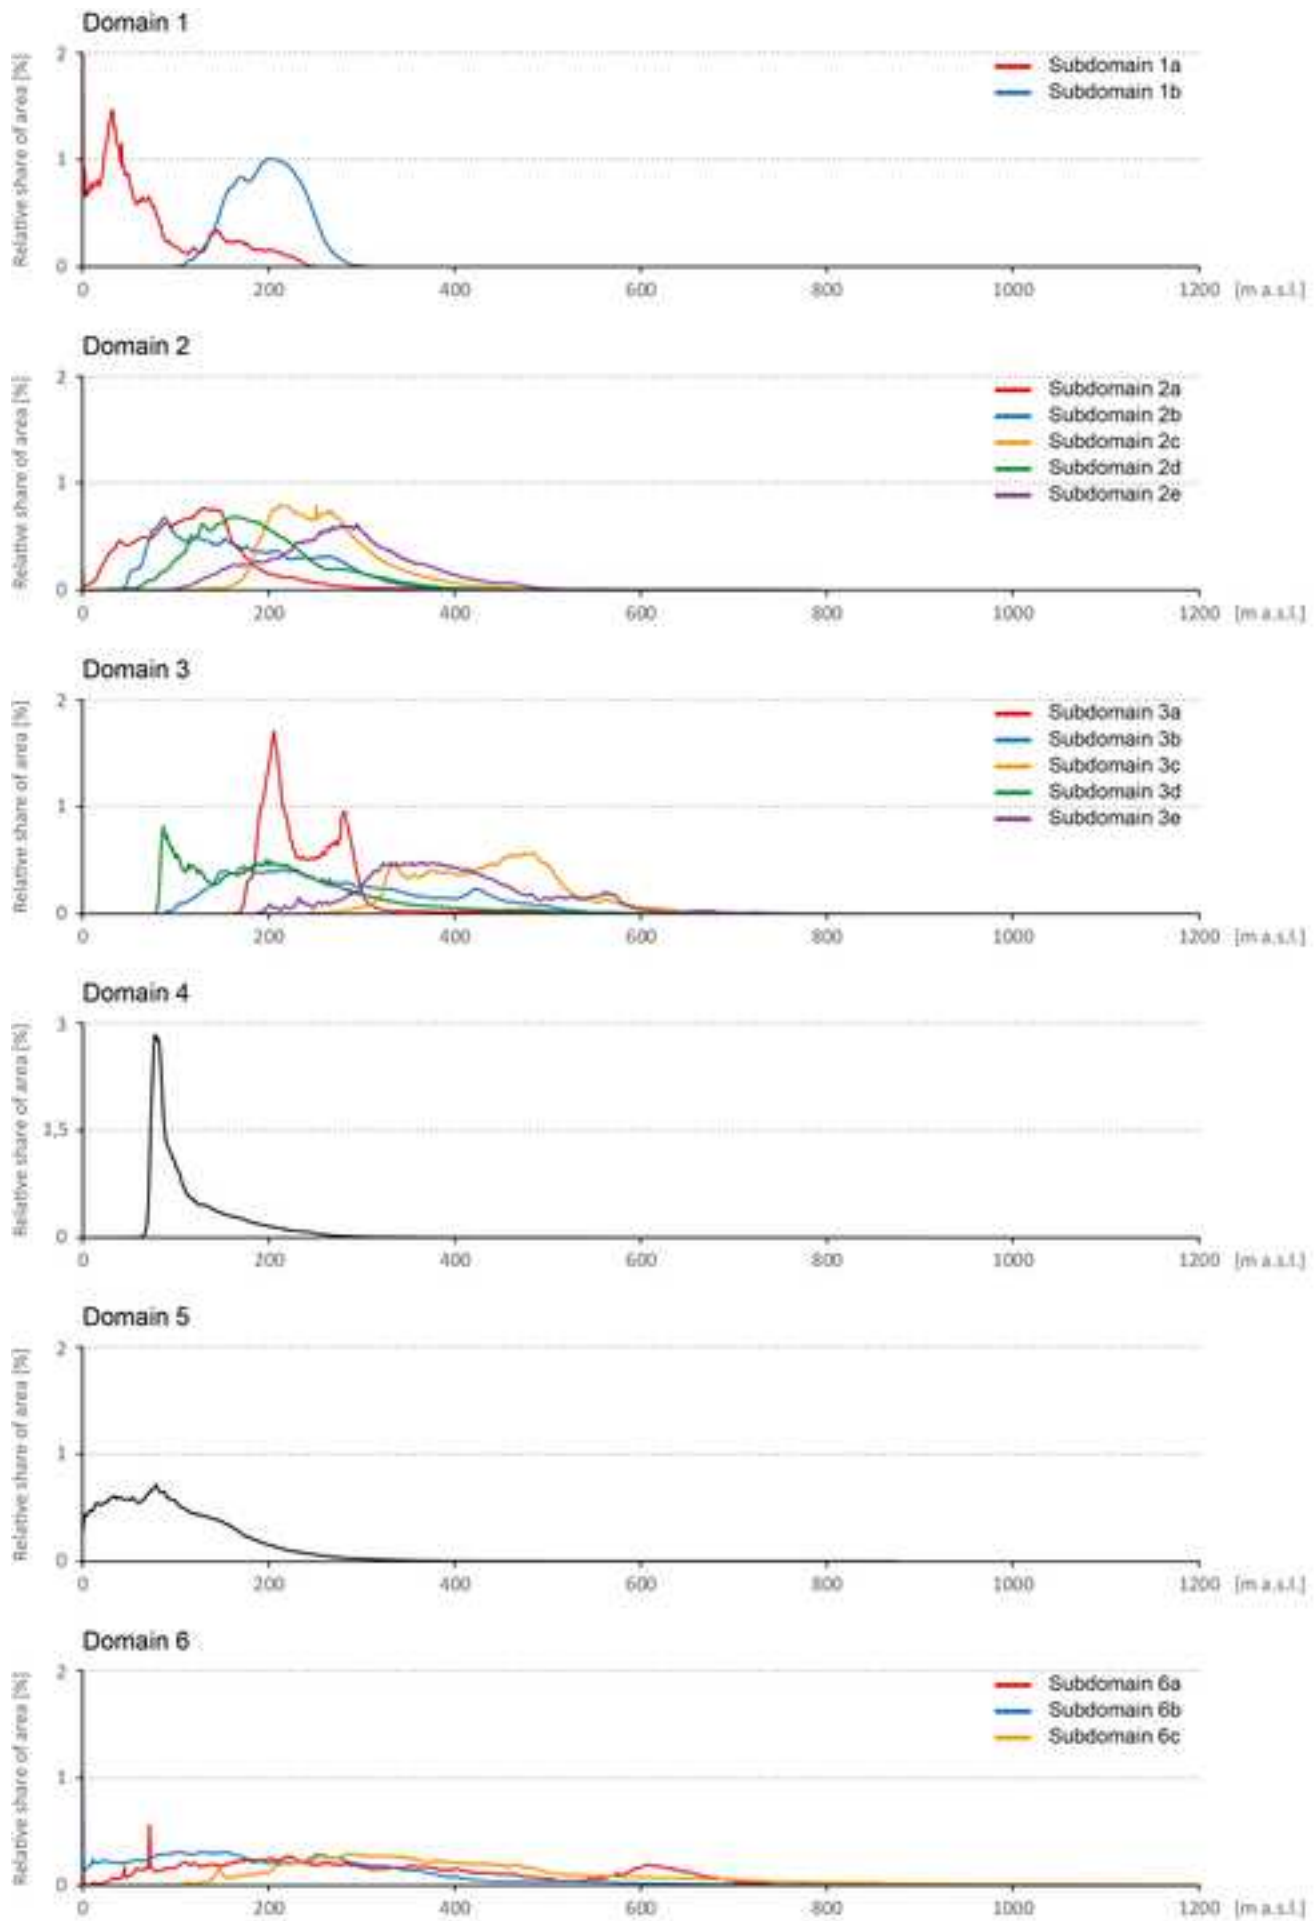 Domain 1
Relative share of area [%]
2
1
0
Subdomain 1a
Subdomain 1b
0 200 400 600 800 1000 1200 [m a.s.l.]
Domain 2
Relative share of area [%]
2
1
0
Subdomain 2a
Subdomain 2b
Subdomain 2c
Subdomain 2d
Subdomain 2e
0 200 400 600 800 1000 1200 [m a.s.l.]
Domain 3
Relative share of area [%]
2
1
0
Subdomain 3a
Subdomain 3b
Subdomain 3c
Subdomain 3d
Subdomain 3e
0 200 400 600 800 1000 1200 [m a.s.l.]
Domain 4
Relative share of area [%]
3
1,5
0
0 200 400 600 800 1000 1200 [m a.s.l.]
Domain 5
Relative share of area [%]
2
1
0
0 200 400 600 800 1000 1200 [m a.s.l.]
Domain 6
Relative share of area [%]
2
1
0
Subdomain 6a
Subdomain 6b
Subdomain 6c
0 200 400 600 800 1000 1200 [m a.s.l.]